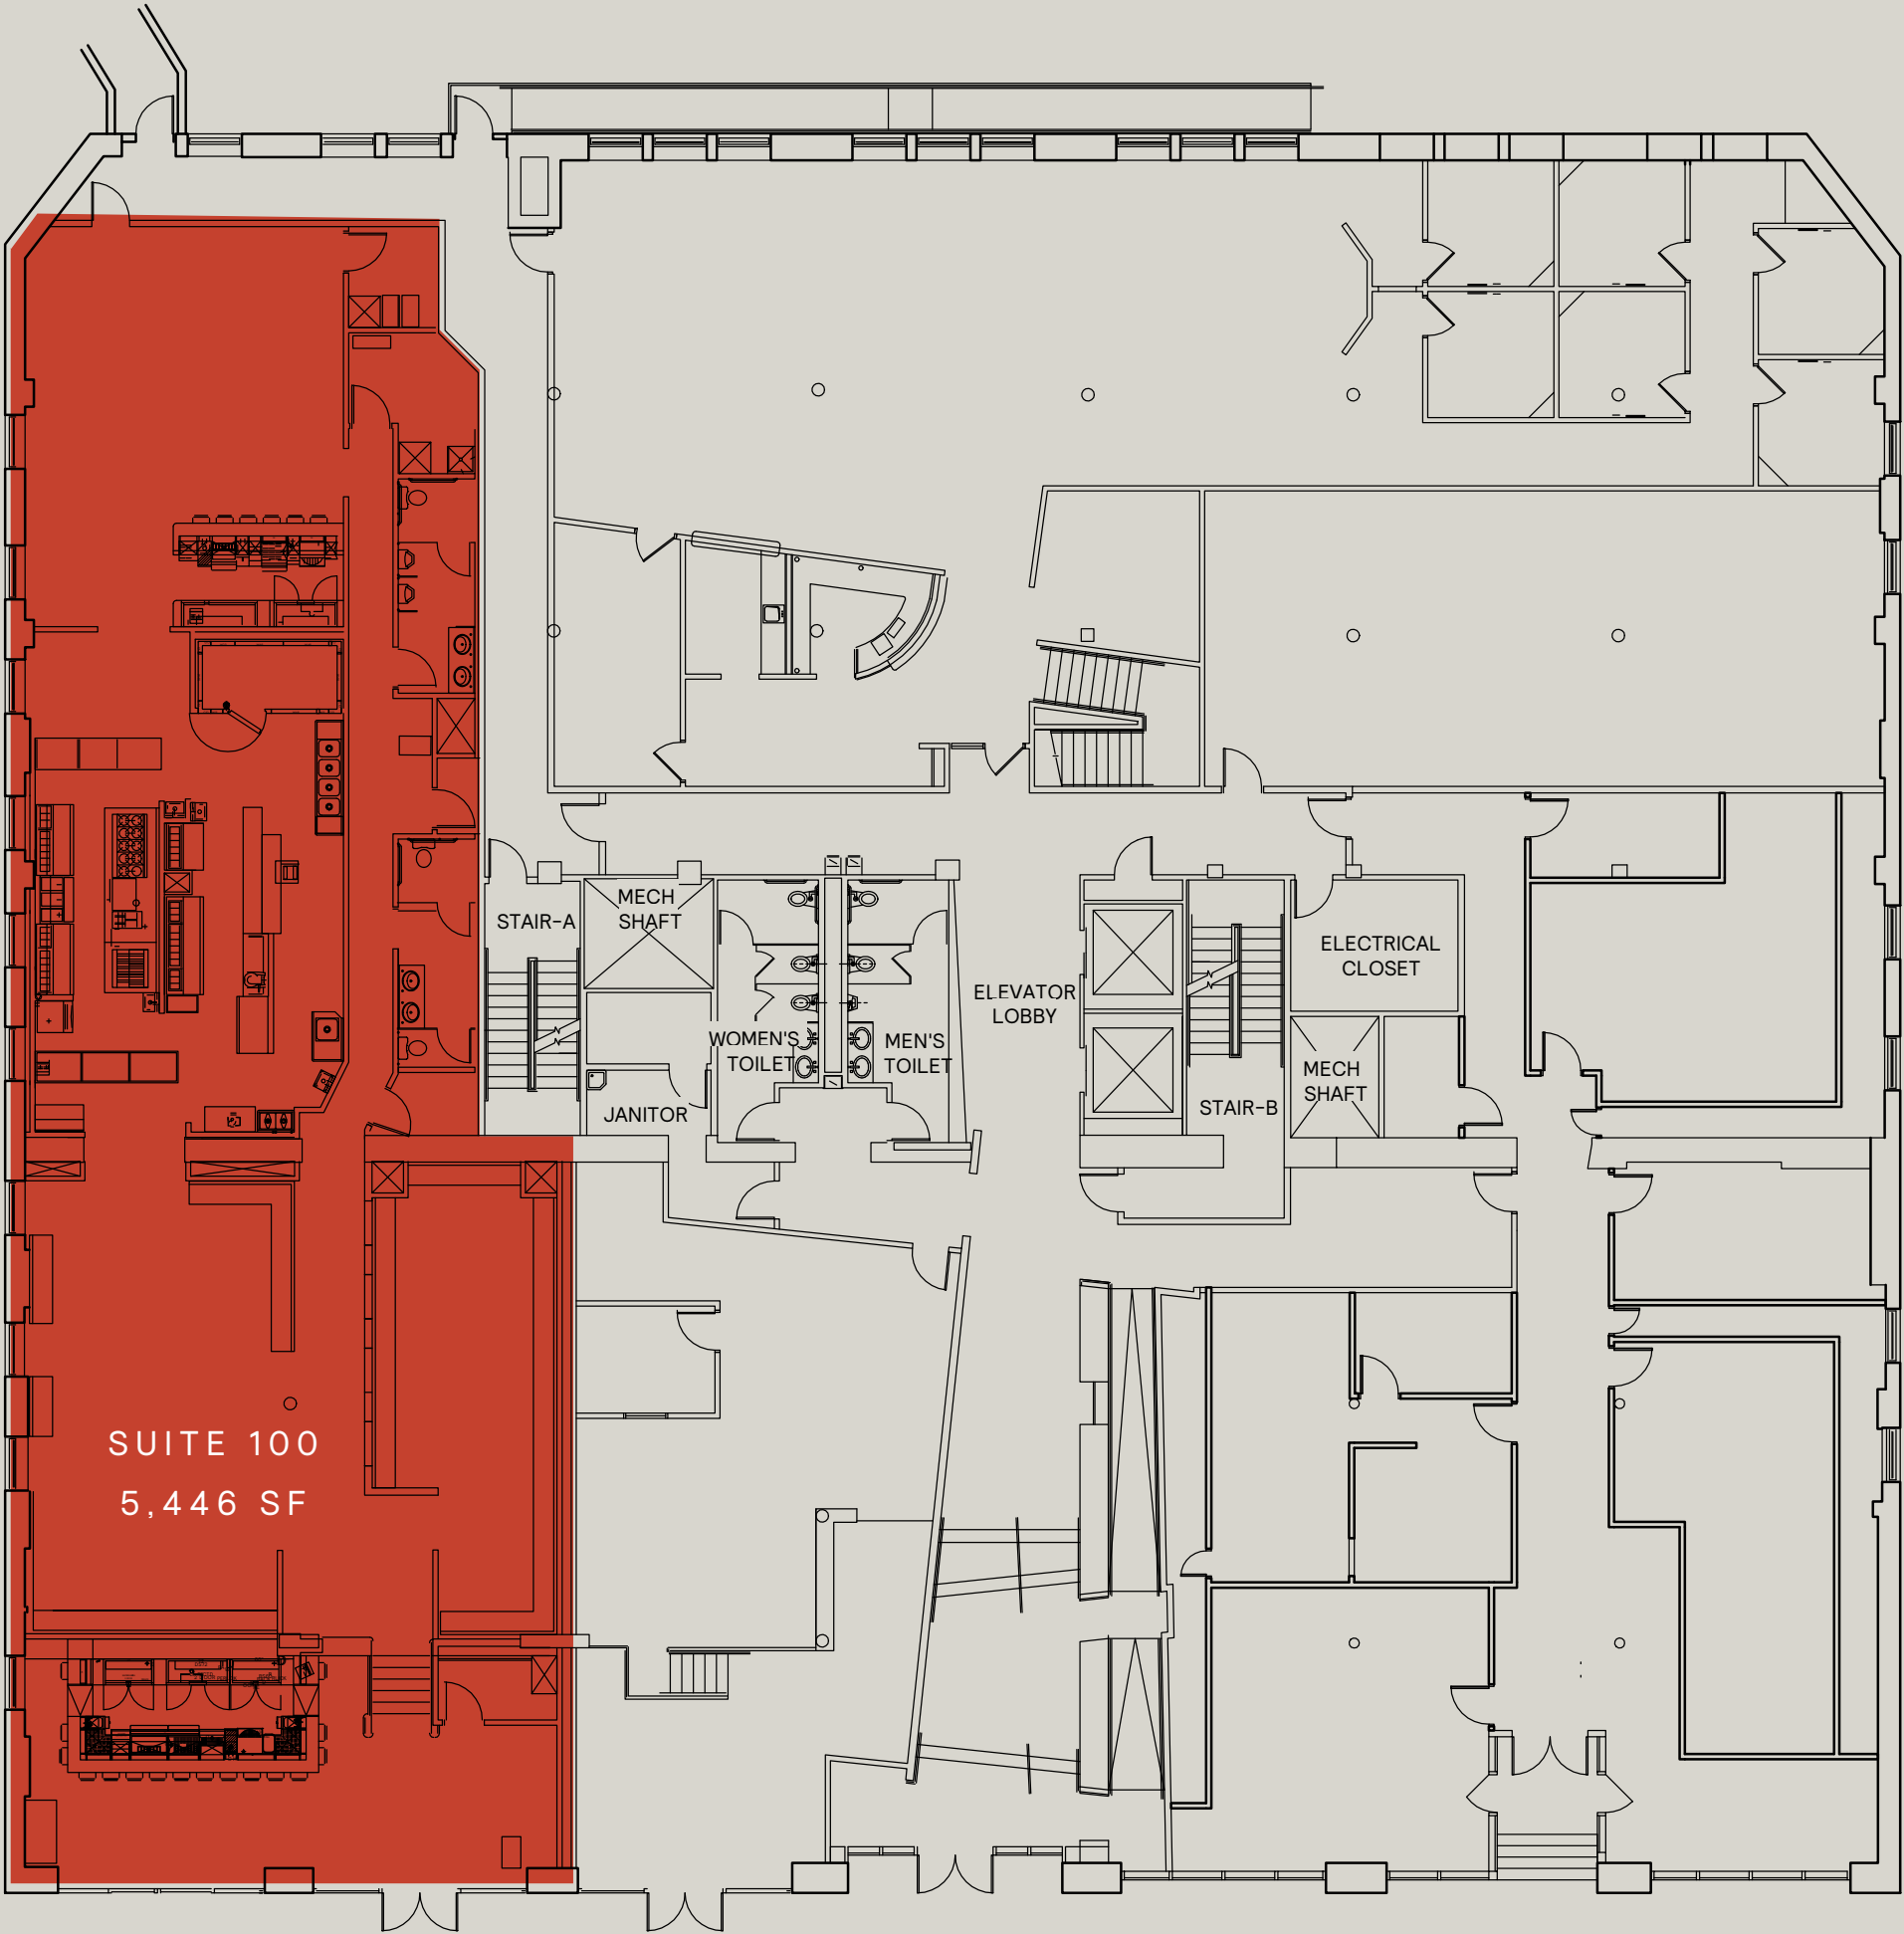 STAIR-A
MECH
SHAFT
WOMEN'S
TOILET
MEN'S
TOILET
JANITOR
ELEVATOR
LOBBY
ELECTRICAL
CLOSET
MECH
SHAFT
STAIR-B
SUITE 100
5,446 SF